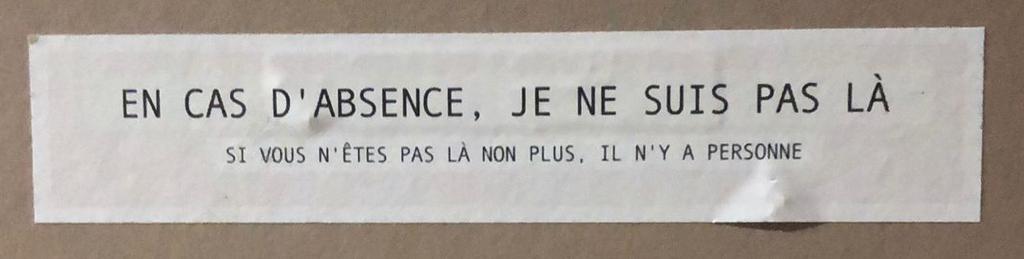 EN CAS D'ABSENCE, JE NE SUIS PAS LÀ
SI VOUS N'ÊTES PAS LÀ NON PLUS, IL N'Y A PERSONNE